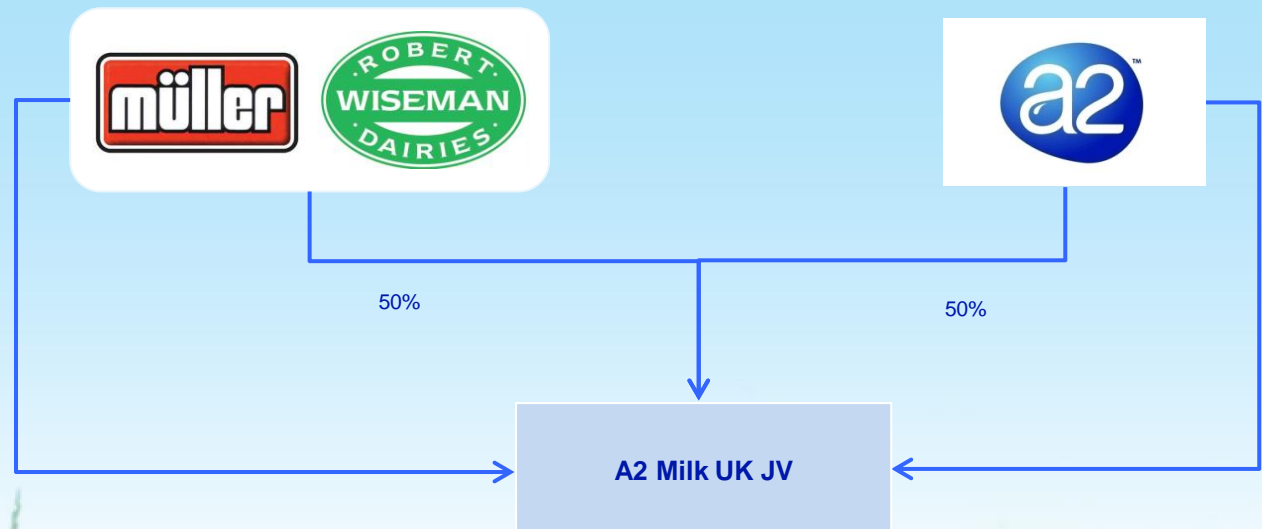 müller
ROBERT
WISEMAN
DAIRIES
a2
TM
50%
50%
A2 Milk UK JV